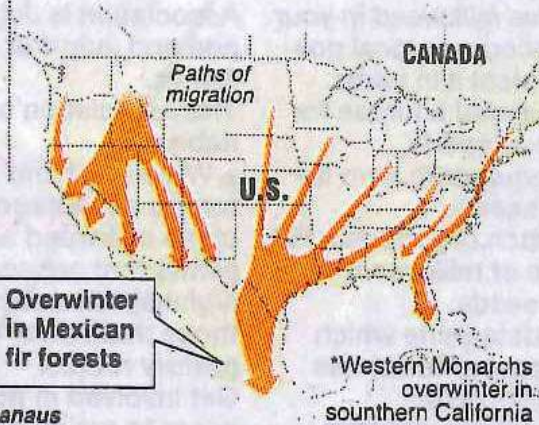 CANADA
Paths of
migration
U.S.
Overwinter
in Mexican
fir forests
*Western Monarchs
overwinter in
sounthern California
anaus